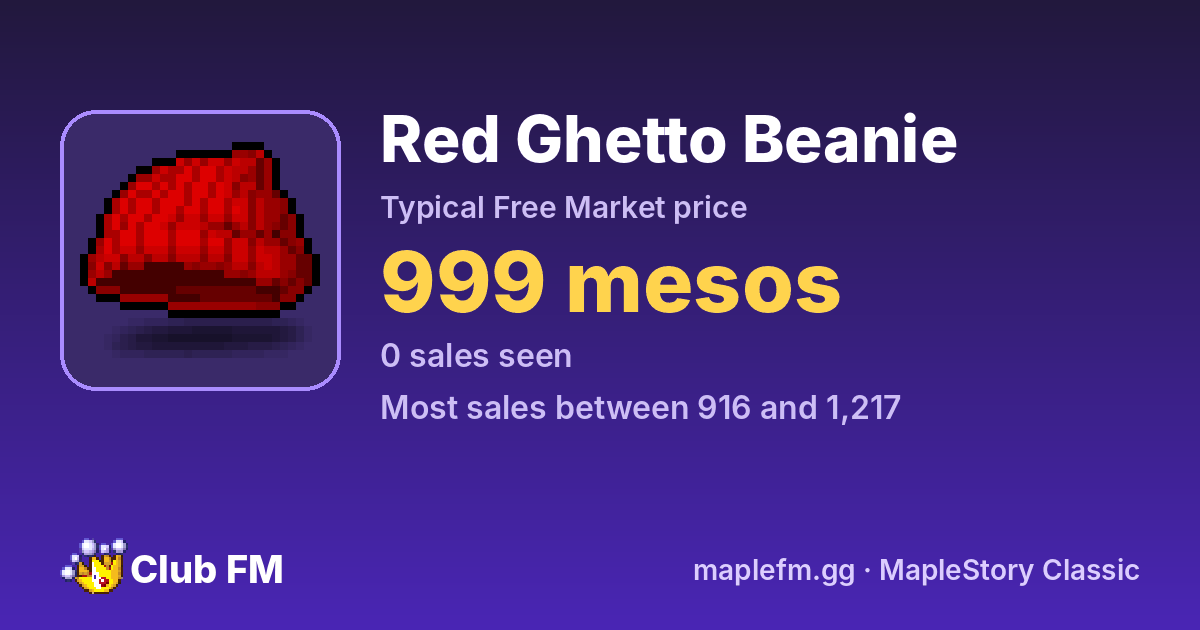 Red Ghetto Beanie
Typical Free Market price
999 mesos
0 sales seen
Most sales between 916 and 1,217
Club FM
maplefm.gg · MapleStory Classic